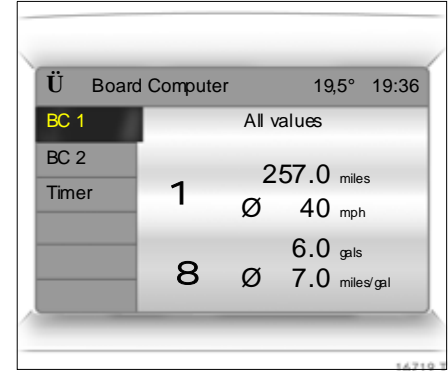 Ü Board Computer 19,5° 19:36
BC 1 All values
BC 2
Timer
1 257.0 miles
Ø 40 mph
8 6.0 gals
Ø 7.0 miles/gal